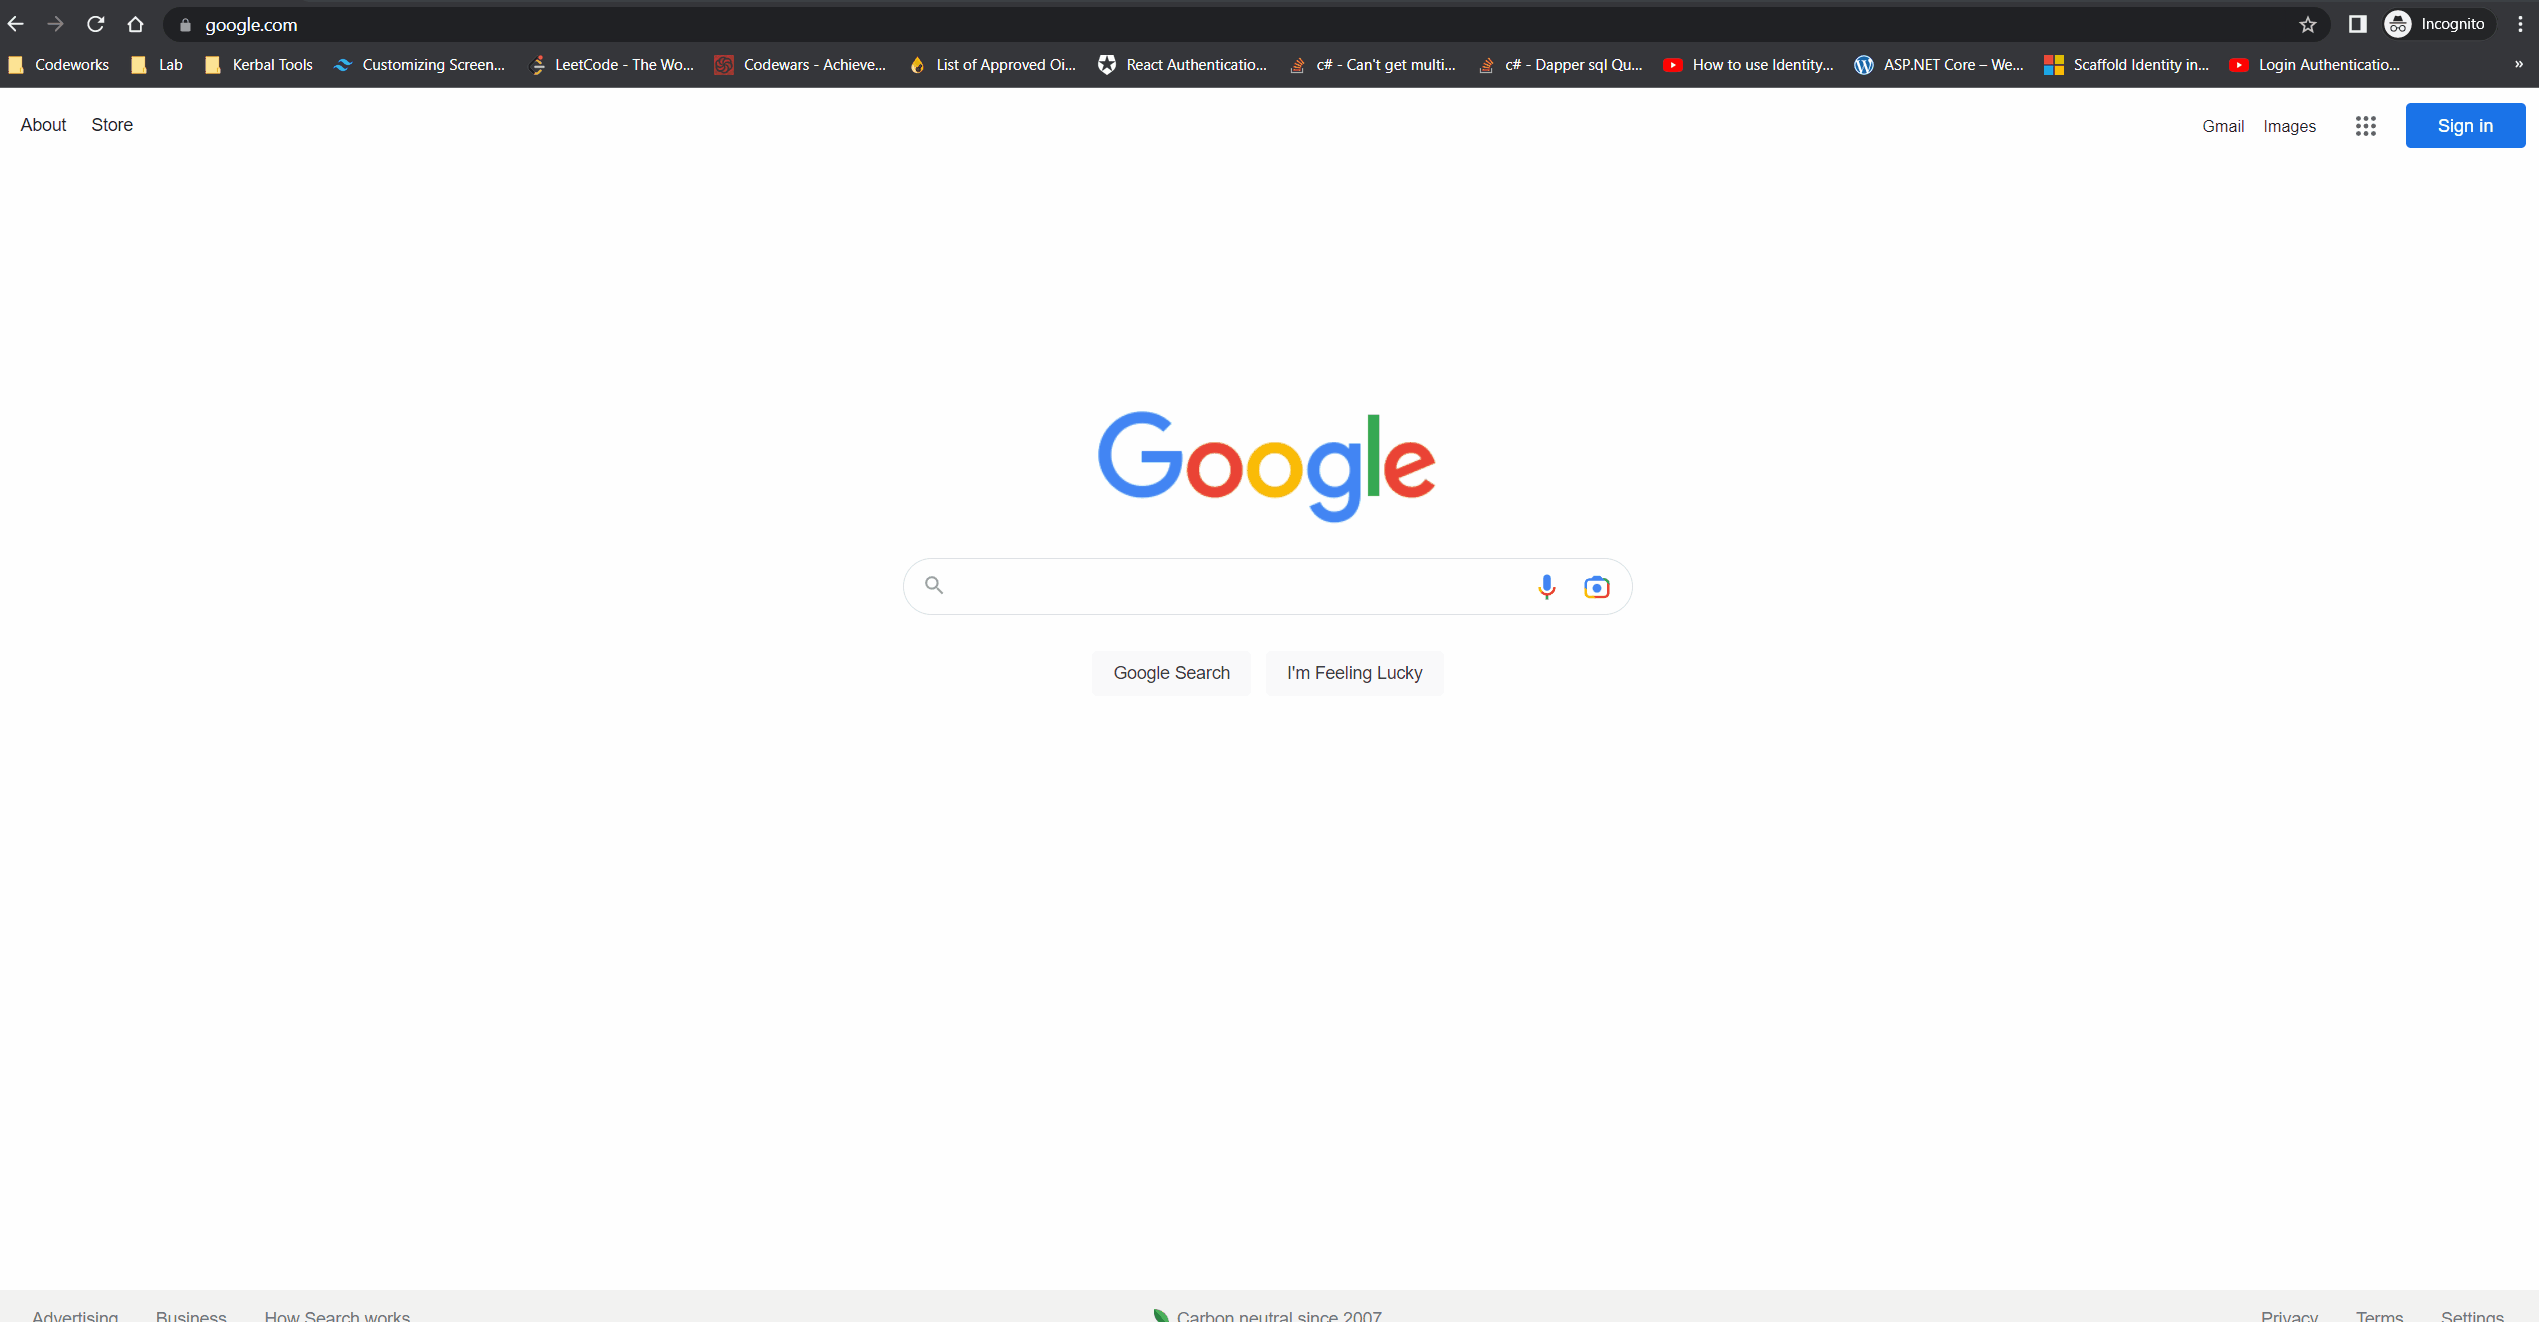 google.com Incognito
Codeworks Lab Kerbal Tools Customizing Screen... LeetCode - The Wo... Codewars - Achieve... List of Approved Oi... React Authenticatio... c# - Can't get multi... c# - Dapper sql Qu... How to use Identity... ASP.NET Core – We... Scaffold Identity in... Login Authenticatio... »
About Store Gmail Images Sign in
Google
Google Search I'm Feeling Lucky
Advertising Business How Search works Carbon neutral since 2007 Privacy Terms Settings